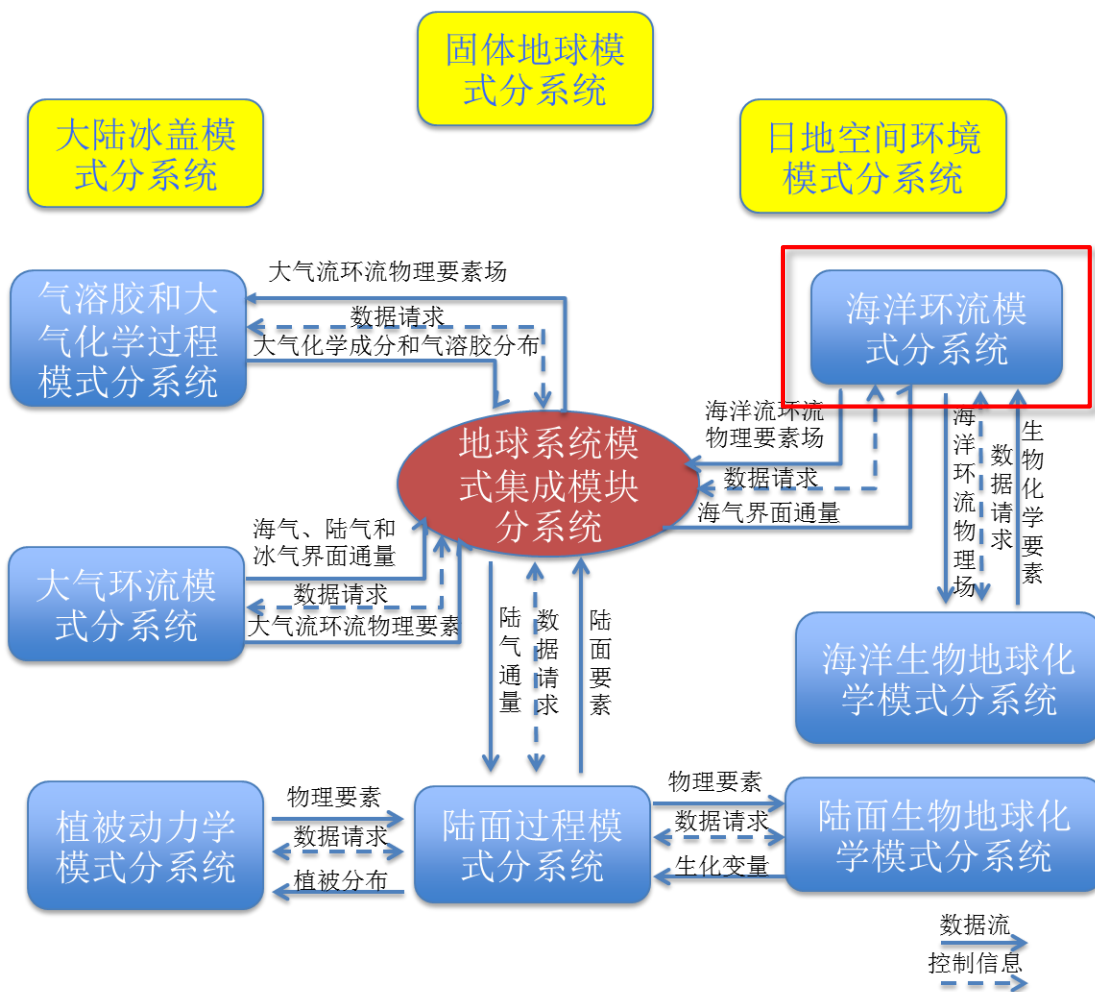 固体地球模
式分系统
大陆冰盖模
式分系统
日地空间环境
模式分系统
气溶胶和大
气化学过程
模式分系统
大气流环流物理要素场
数据请求
大气化学成分和气溶胶分布
海洋环流模
式分系统
地球系统模
式集成模块
分系统
海洋流环流
物理要素场
数据请求
海气界面通量
海洋环流物理场
数据请求
生物化学要素
大气环流模
式分系统
海气、陆气和
冰气界面通量
数据请求
大气流环流物理要素
陆气通量
数据请求
陆面要素
海洋生物地球化
学模式分系统
植被动力学
模式分系统
物理要素
数据请求
植被分布
陆面过程模
式分系统
物理要素
数据请求
生化变量
陆面生物地球化
学模式分系统
数据流
控制信息